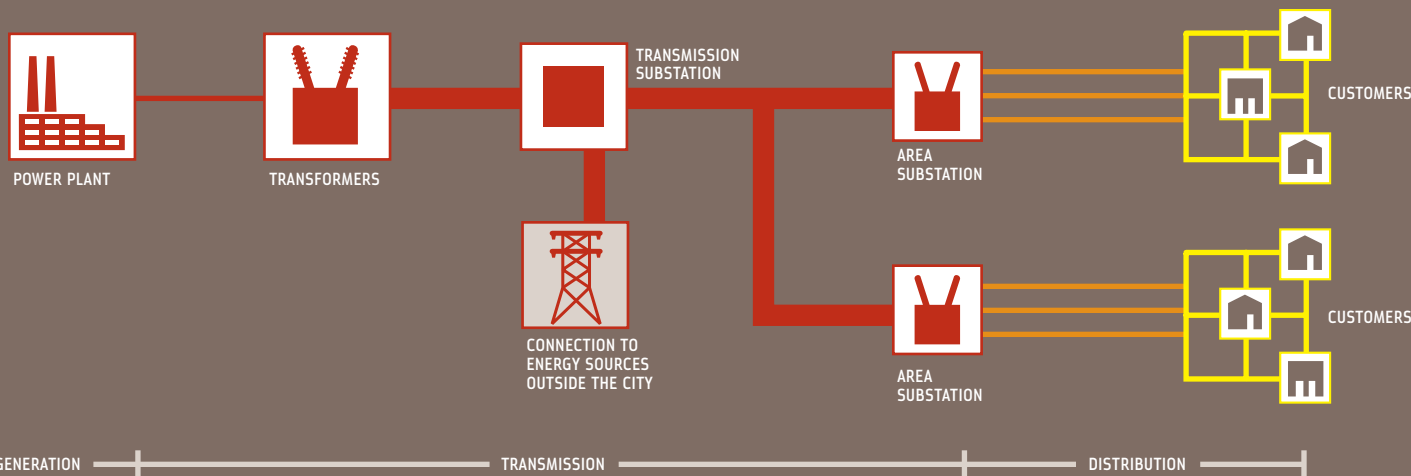 TRANSMISSION
SUBSTATION
CUSTOMERS
POWER PLANT
TRANSFORMERS
AREA
SUBSTATION
CONNECTION TO
ENERGY SOURCES
OUTSIDE THE CITY
CUSTOMERS
AREA
SUBSTATION
GENERATION
TRANSMISSION
DISTRIBUTION